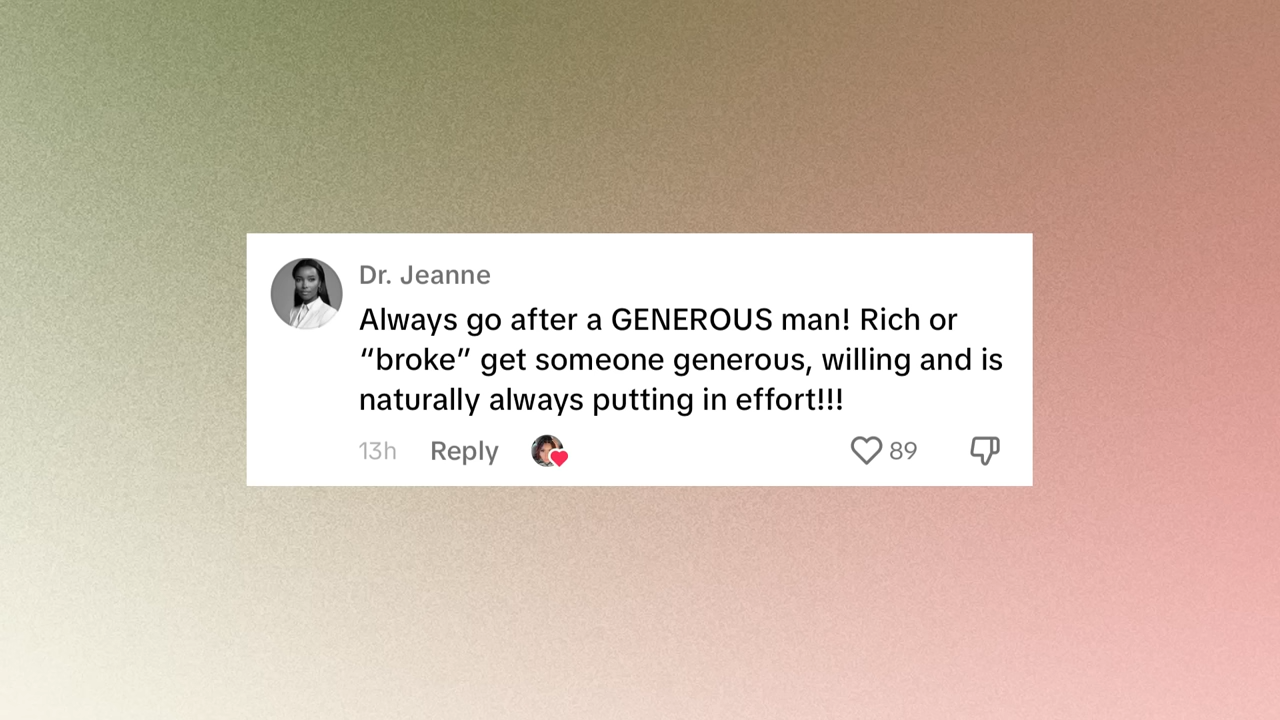 Dr. Jeanne
Always go after a GENEROUS man! Rich or
“broke” get someone generous, willing and is
naturally always putting in effort!!!
13h Reply 89